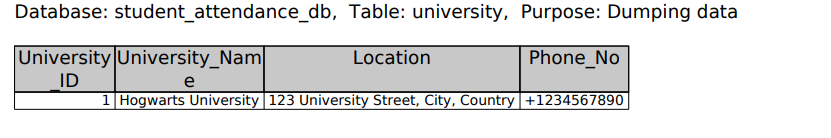 Database: student_attendance_db, Table: university, Purpose: Dumping data
University_ID University_Name Location Phone_No
1 Hogwarts University 123 University Street, City, Country +1234567890